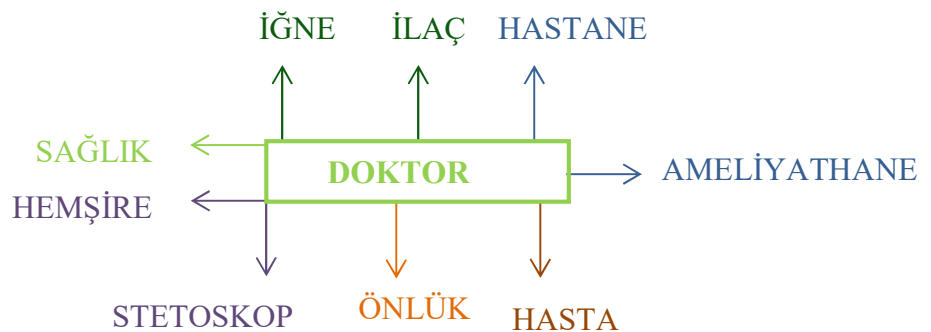 İĞNE İLAÇ HASTANE
SAĞLIK
DOKTOR
AMELİYATHANE
HEMŞİRE
STETOSKOP ÖNLÜK HASTA